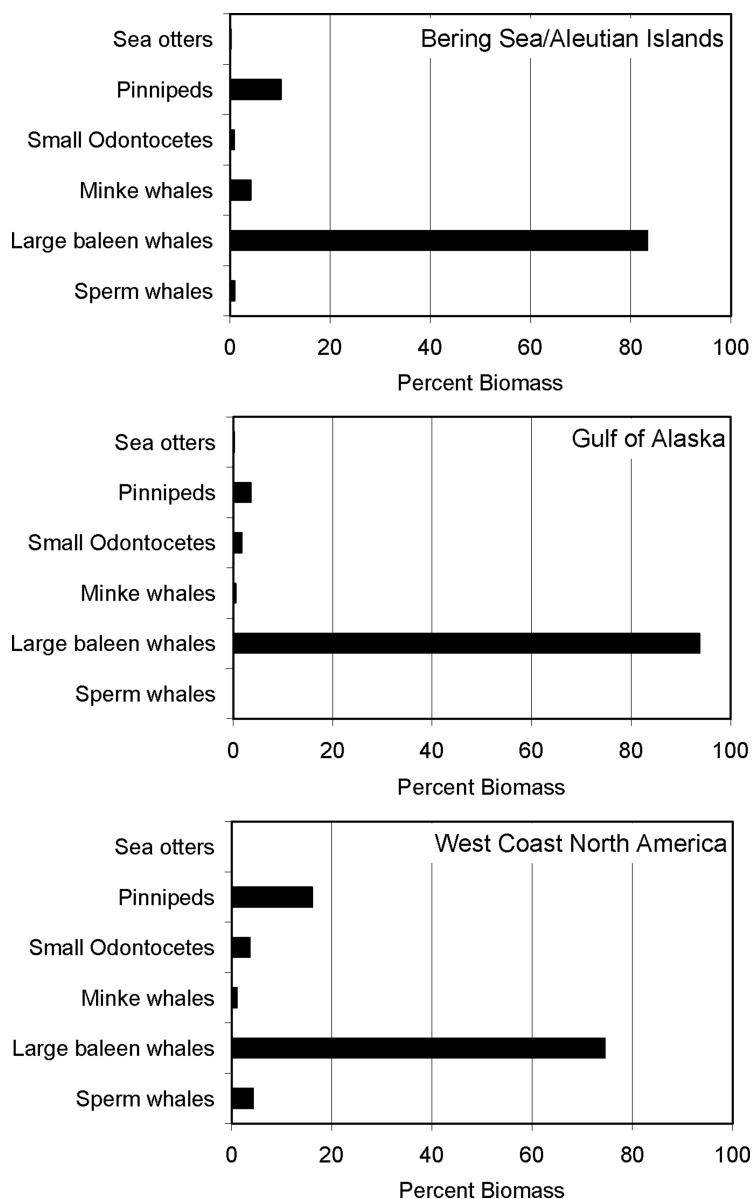 Bering Sea/Aleutian Islands
Sea otters
Pinnipeds
Small Odontocetes
Minke whales
Large baleen whales
Sperm whales
0 20 40 60 80 100
Percent Biomass
Gulf of Alaska
Sea otters
Pinnipeds
Small Odontocetes
Minke whales
Large baleen whales
Sperm whales
0 20 40 60 80 100
Percent Biomass
West Coast North America
Sea otters
Pinnipeds
Small Odontocetes
Minke whales
Large baleen whales
Sperm whales
0 20 40 60 80 100
Percent Biomass